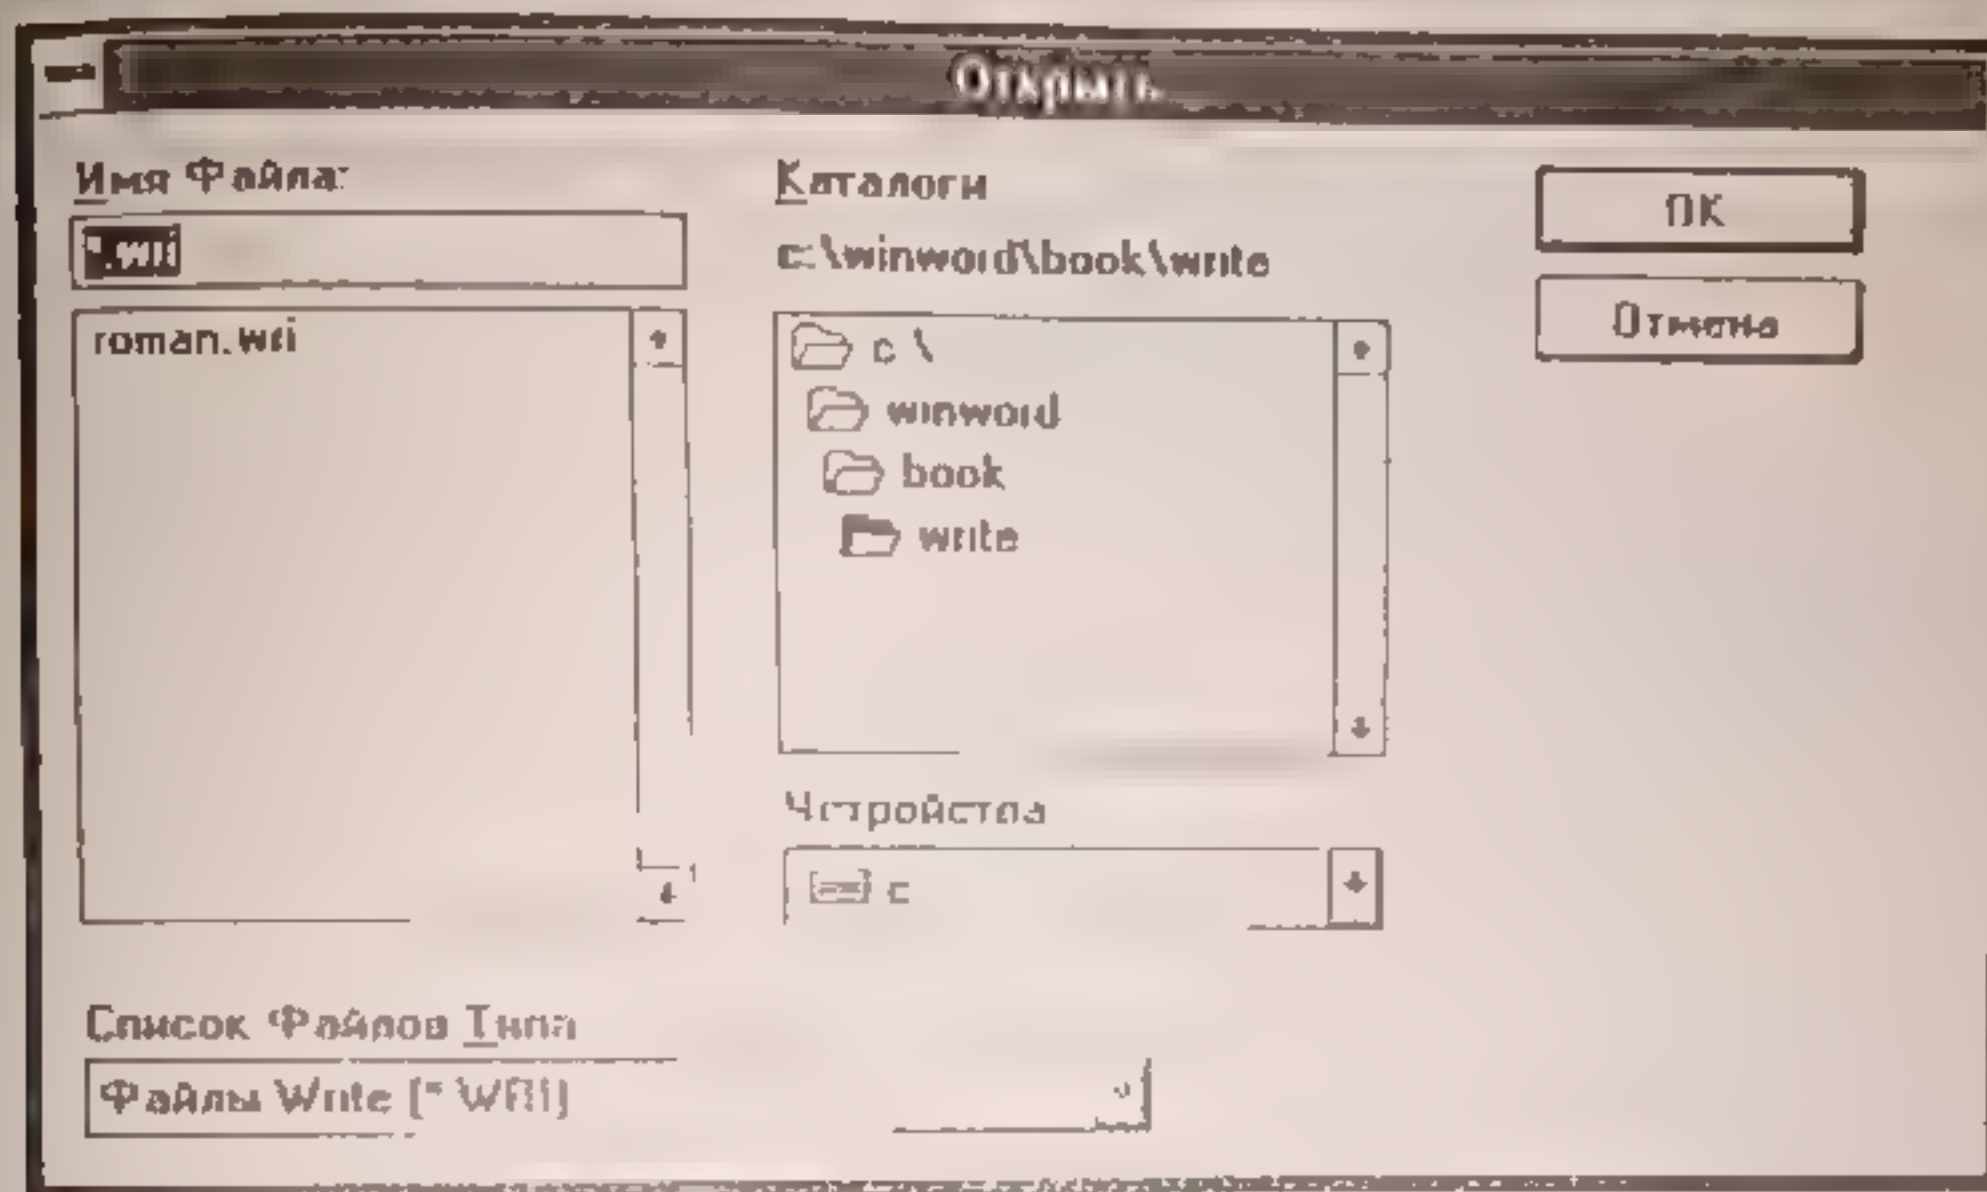 Открыть
Имя Файла:
*.wri
roman.wri
Каталоги
c:\winword\book\write
c \
winword
book
write
Устройства
c
Список Файлов Типа
Файлы Write (*.WRI)
ПК
Отмена